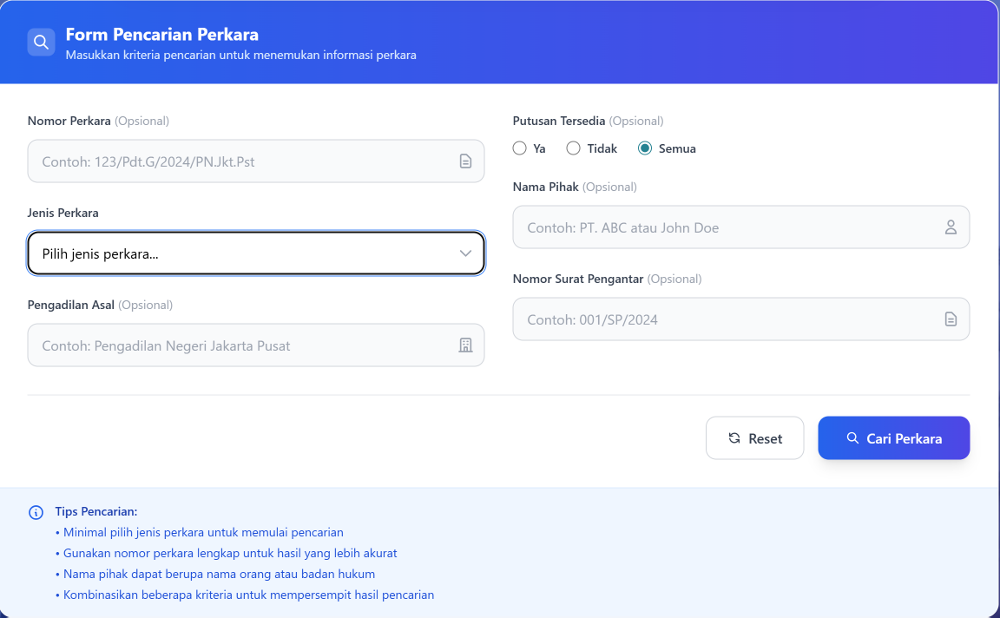 Form Pencarian Perkara
Masukkan kriteria pencarian untuk menemukan informasi perkara
Nomor Perkara (Opsional)
Contoh: 123/Pdt.G/2024/PN.Jkt.Pst
Jenis Perkara
Pilih jenis perkara...
Pengadilan Asal (Opsional)
Contoh: Pengadilan Negeri Jakarta Pusat
Putusan Tersedia (Opsional)
Ya Tidak Semua
Nama Pihak (Opsional)
Contoh: PT. ABC atau John Doe
Nomor Surat Pengantar (Opsional)
Contoh: 001/SP/2024
Reset Cari Perkara
Tips Pencarian:
• Minimal pilih jenis perkara untuk memulai pencarian
• Gunakan nomor perkara lengkap untuk hasil yang lebih akurat
• Nama pihak dapat berupa nama orang atau badan hukum
• Kombinasikan beberapa kriteria untuk mempersempit hasil pencarian